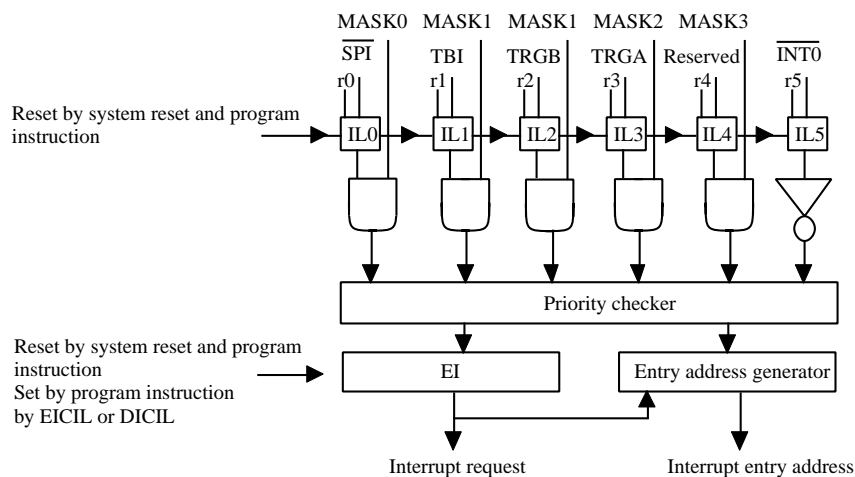 MASK0 MASK1 MASK1 MASK2 MASK3
SPI TBI TRGB TRGA Reserved INT0
r0 r1 r2 r3 r4 r5
Reset by system reset and program
instruction
IL0 IL1 IL2 IL3 IL4 IL5
Priority checker
Reset by system reset and program
instruction
Set by program instruction
by EICIL or DICIL
EI
Entry address generator
Interrupt request
Interrupt entry address